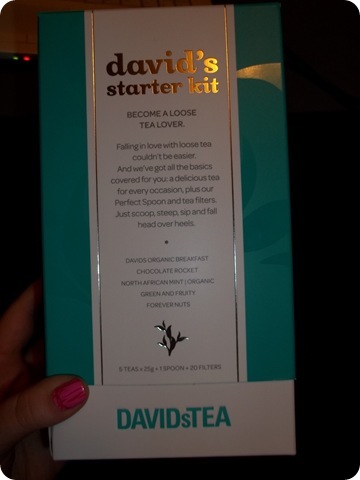 david's
starter kit
BECOME A LOOSE
TEA LOVER.
Falling in love with loose tea
couldn't be easier.
And we've got all the basics
covered for you: a delicious tea
for every occasion, plus our
Perfect Spoon and tea filters.
Just scoop, steep, sip and fall
head over heels.
*
DAVIDS ORGANIC BREAKFAST
CHOCOLATE ROCKET
NORTH AFRICAN MINT | ORGANIC
GREEN AND FRUITY
FOREVER NUTS
5 TEAS x 25g + 1 SPOON + 20 FILTERS
DAVIDsTEA